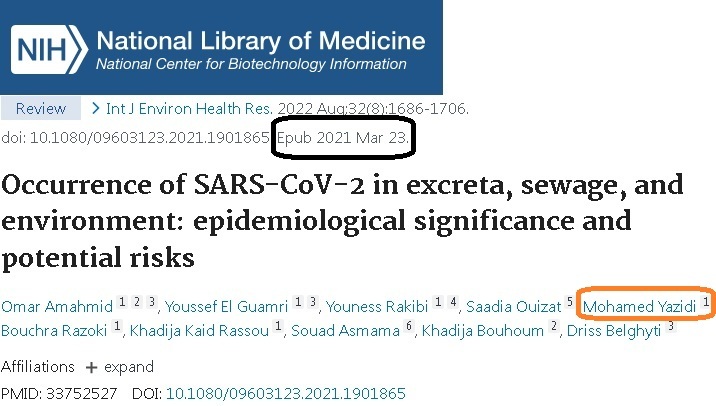 NIH National Library of Medicine
National Center for Biotechnology Information
Review > Int J Environ Health Res. 2022 Aug;32(8):1686-1706.
doi: 10.1080/09603123.2021.1901865 Epub 2021 Mar 23.
Occurrence of SARS-CoV-2 in excreta, sewage, and
environment: epidemiological significance and
potential risks
Omar Amahmid 1 2 3, Youssef El Guamri 1 3, Youness Rakibi 1 4, Saadia Ouizat 5 Mohamed Yazidi 1
Bouchra Razoki 1, Khadija Kaid Rassou 1, Souad Asmama 6, Khadija Bouhoum 2, Driss Belghyti 3
Affiliations + expand
PMID: 33752527 DOI: 10.1080/09603123.2021.1901865